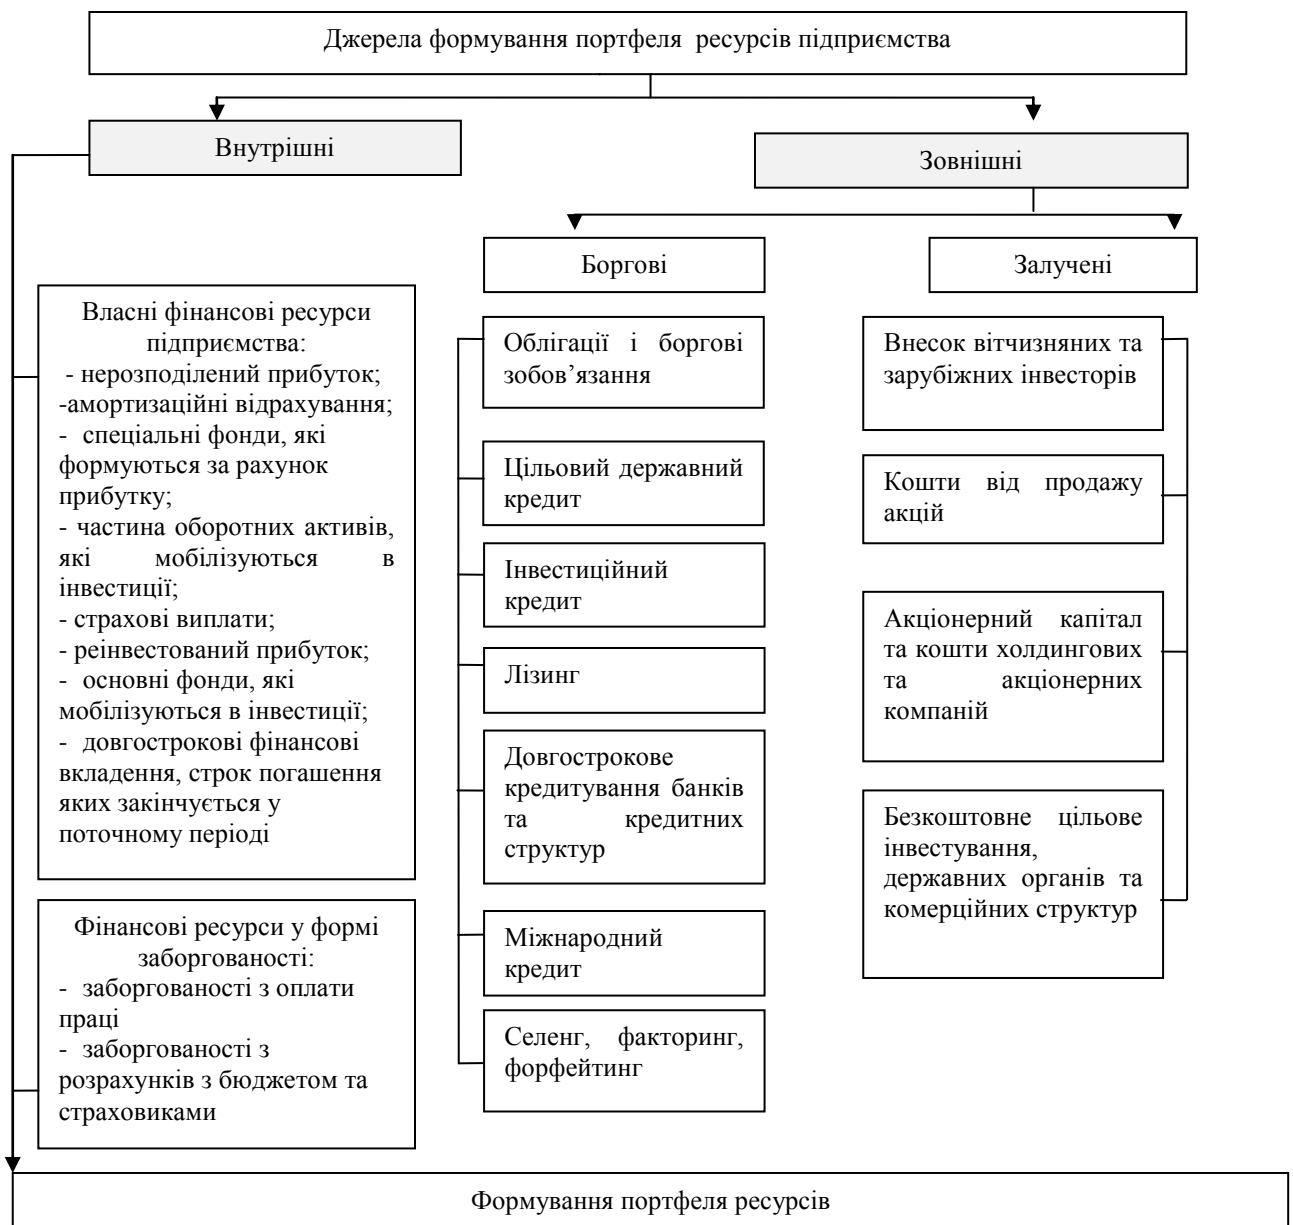 Джерела формування портфеля ресурсів підприємства
Внутрішні
Зовнішні
Боргові
Залучені
Власні фінансові ресурси
підприємства:
- нерозподілений прибуток;
-амортизаційні відрахування;
- спеціальні фонди, які
формуються за рахунок
прибутку;
- частина оборотних активів,
які мобілізуються в
інвестиції;
- страхові виплати;
- реінвестований прибуток;
- основні фонди, які
мобілізуються в інвестиції;
- довгострокові фінансові
вкладення, строк погашення
яких закінчується у
поточному періоді
Фінансові ресурси у формі
заборгованості:
- заборгованості з оплати
праці
- заборгованості з
розрахунків з бюджетом та
страховиками
Облігації і боргові
зобов’язання
Цільовий державний
кредит
Інвестиційний
кредит
Лізинг
Довгострокове
кредитування банків
та кредитних
структур
Міжнародний
кредит
Селенг, факторинг,
форфейтинг
Внесок вітчизняних та
зарубіжних інвесторів
Кошти від продажу
акцій
Акціонерний капітал
та кошти холдингових
та акціонерних
компаній
Безкоштовне цільове
інвестування,
державних органів та
комерційних структур
Формування портфеля ресурсів